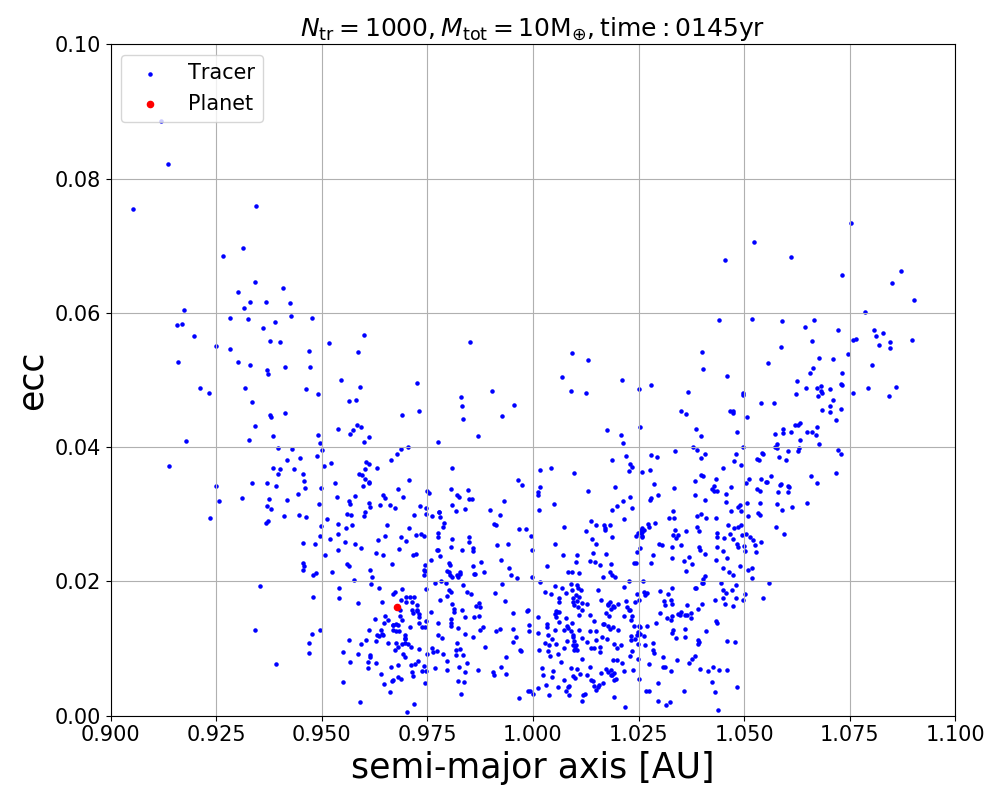 N_tr = 1000, M_tot = 10M_⊕, time : 0145yr
Tracer
Planet
ecc
0.10
0.08
0.06
0.04
0.02
0.00
0.900 0.925 0.950 0.975 1.000 1.025 1.050 1.075 1.100
semi-major axis [AU]